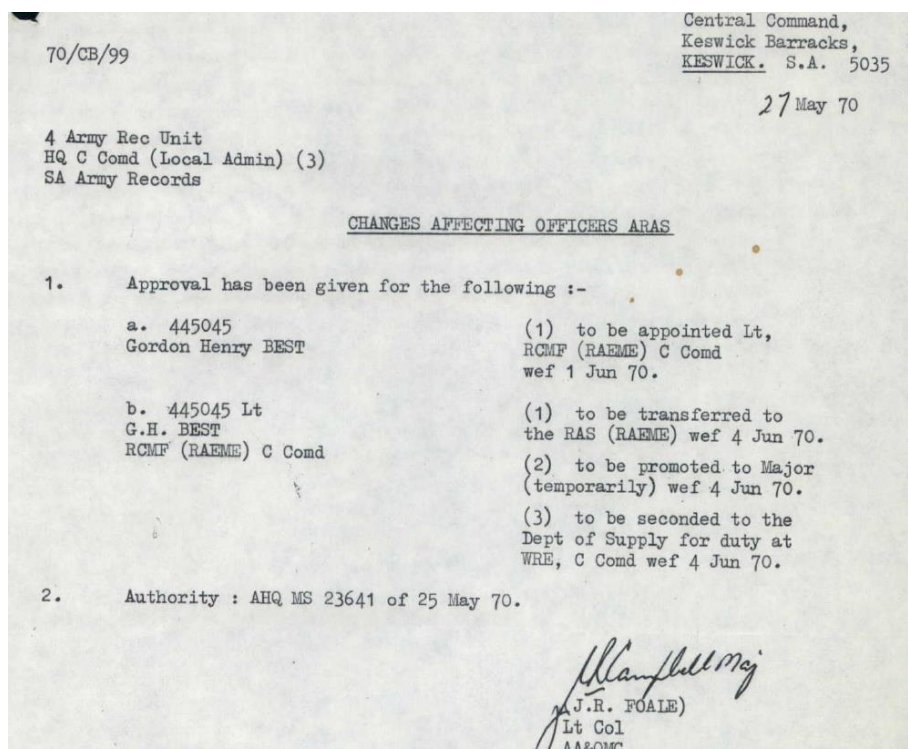 Central Command,
Keswick Barracks,
KESWICK. S.A. 5035
70/CB/99
27 May 70
4 Army Rec Unit
HQ C Comd (Local Admin) (3)
SA Army Records
CHANGES AFFECTING OFFICERS ARAS
1. Approval has been given for the following :-
a. 445045
Gordon Henry BEST
(1) to be appointed Lt,
RCMF (RAEME) C Comd
wef 1 Jun 70.
b. 445045 Lt
G.H. BEST
RCMF (RAEME) C Comd
(1) to be transferred to
the RAS (RAEME) wef 4 Jun 70.
(2) to be promoted to Major
(temporarily) wef 4 Jun 70.
(3) to be seconded to the
Dept of Supply for duty at
WRE, C Comd wef 4 Jun 70.
2. Authority : AHQ MS 23641 of 25 May 70.
Campbell Maj
J.R. FOALE)
Lt Col
AA&QMG